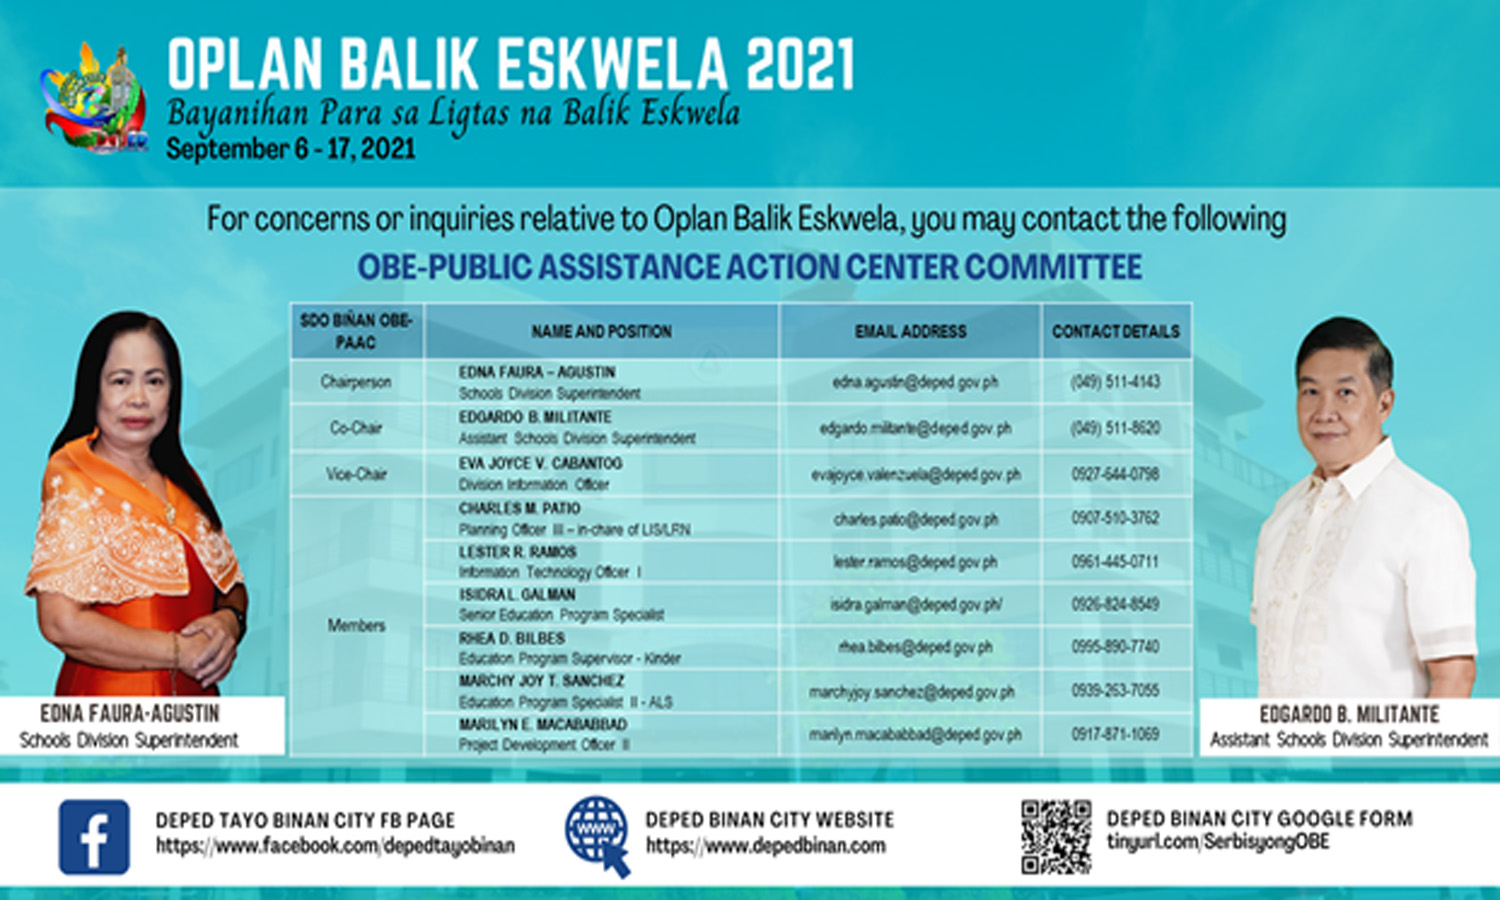 OPLAN BALIK ESKWELA 2021
Bayanihan Para sa Ligtas na Balik Eskwela
September 6 - 17, 2021
For concerns or inquiries relative to Oplan Balik Eskwela, you may contact the following
OBE-PUBLIC ASSISTANCE ACTION CENTER COMMITTEE
SDO BIÑAN OBE-
PAAC
NAME AND POSITION
EMAIL ADDRESS
CONTACT DETAILS
Chairperson
EDNA FAURA – AGUSTIN
Schools Division Superintendent
edna.agustin@deped.gov.ph
(049) 511-4143
Co-Chair
EDGARDO B. MILITANTE
Assistant Schools Division Superintendent
edgardo.militante@deped.gov.ph
(049) 511-8620
Vice-Chair
EVA JOYCE V. CABANTOG
Division Information Officer
evajoyce.valenzuela@deped.gov.ph
0927-644-0798
Members
CHARLES M. PATIO
Planning Officer III – in-share of LIS/LRN
charles.patio@deped.gov.ph
0907-510-3762
LESTER R. RAMOS
Information Technology Officer I
lester.ramos@deped.gov.ph
0961-445-0711
ISIDRA L. GALMAN
Senior Education Program Specialist
isidra.galman@deped.gov.ph/
0926-824-8549
RHEA D. BILBES
Education Program Supervisor - Kinder
rhea.bilbes@deped.gov.ph
0995-890-7740
MARCHY JOY T. SANCHEZ
Education Program Specialist II - ALS
marchyjoy.sanchez@deped.gov.ph
0939-263-7055
MARILYN E. MACABABBAD
Project Development Officer II
marilyn.macababbad@deped.gov.ph
0917-871-1069
EDNA FAURA-AGUSTIN
Schools Division Superintendent
EDGARDO B. MILITANTE
Assistant Schools Division Superintendent
DEPED TAYO BINAN CITY FB PAGE
https://www.facebook.com/depedtayobinan
WWW
DEPED BINAN CITY WEBSITE
https://www.depedbinan.com
DEPED BINAN CITY GOOGLE FORM
tinyurl.com/SerbisyongOBE